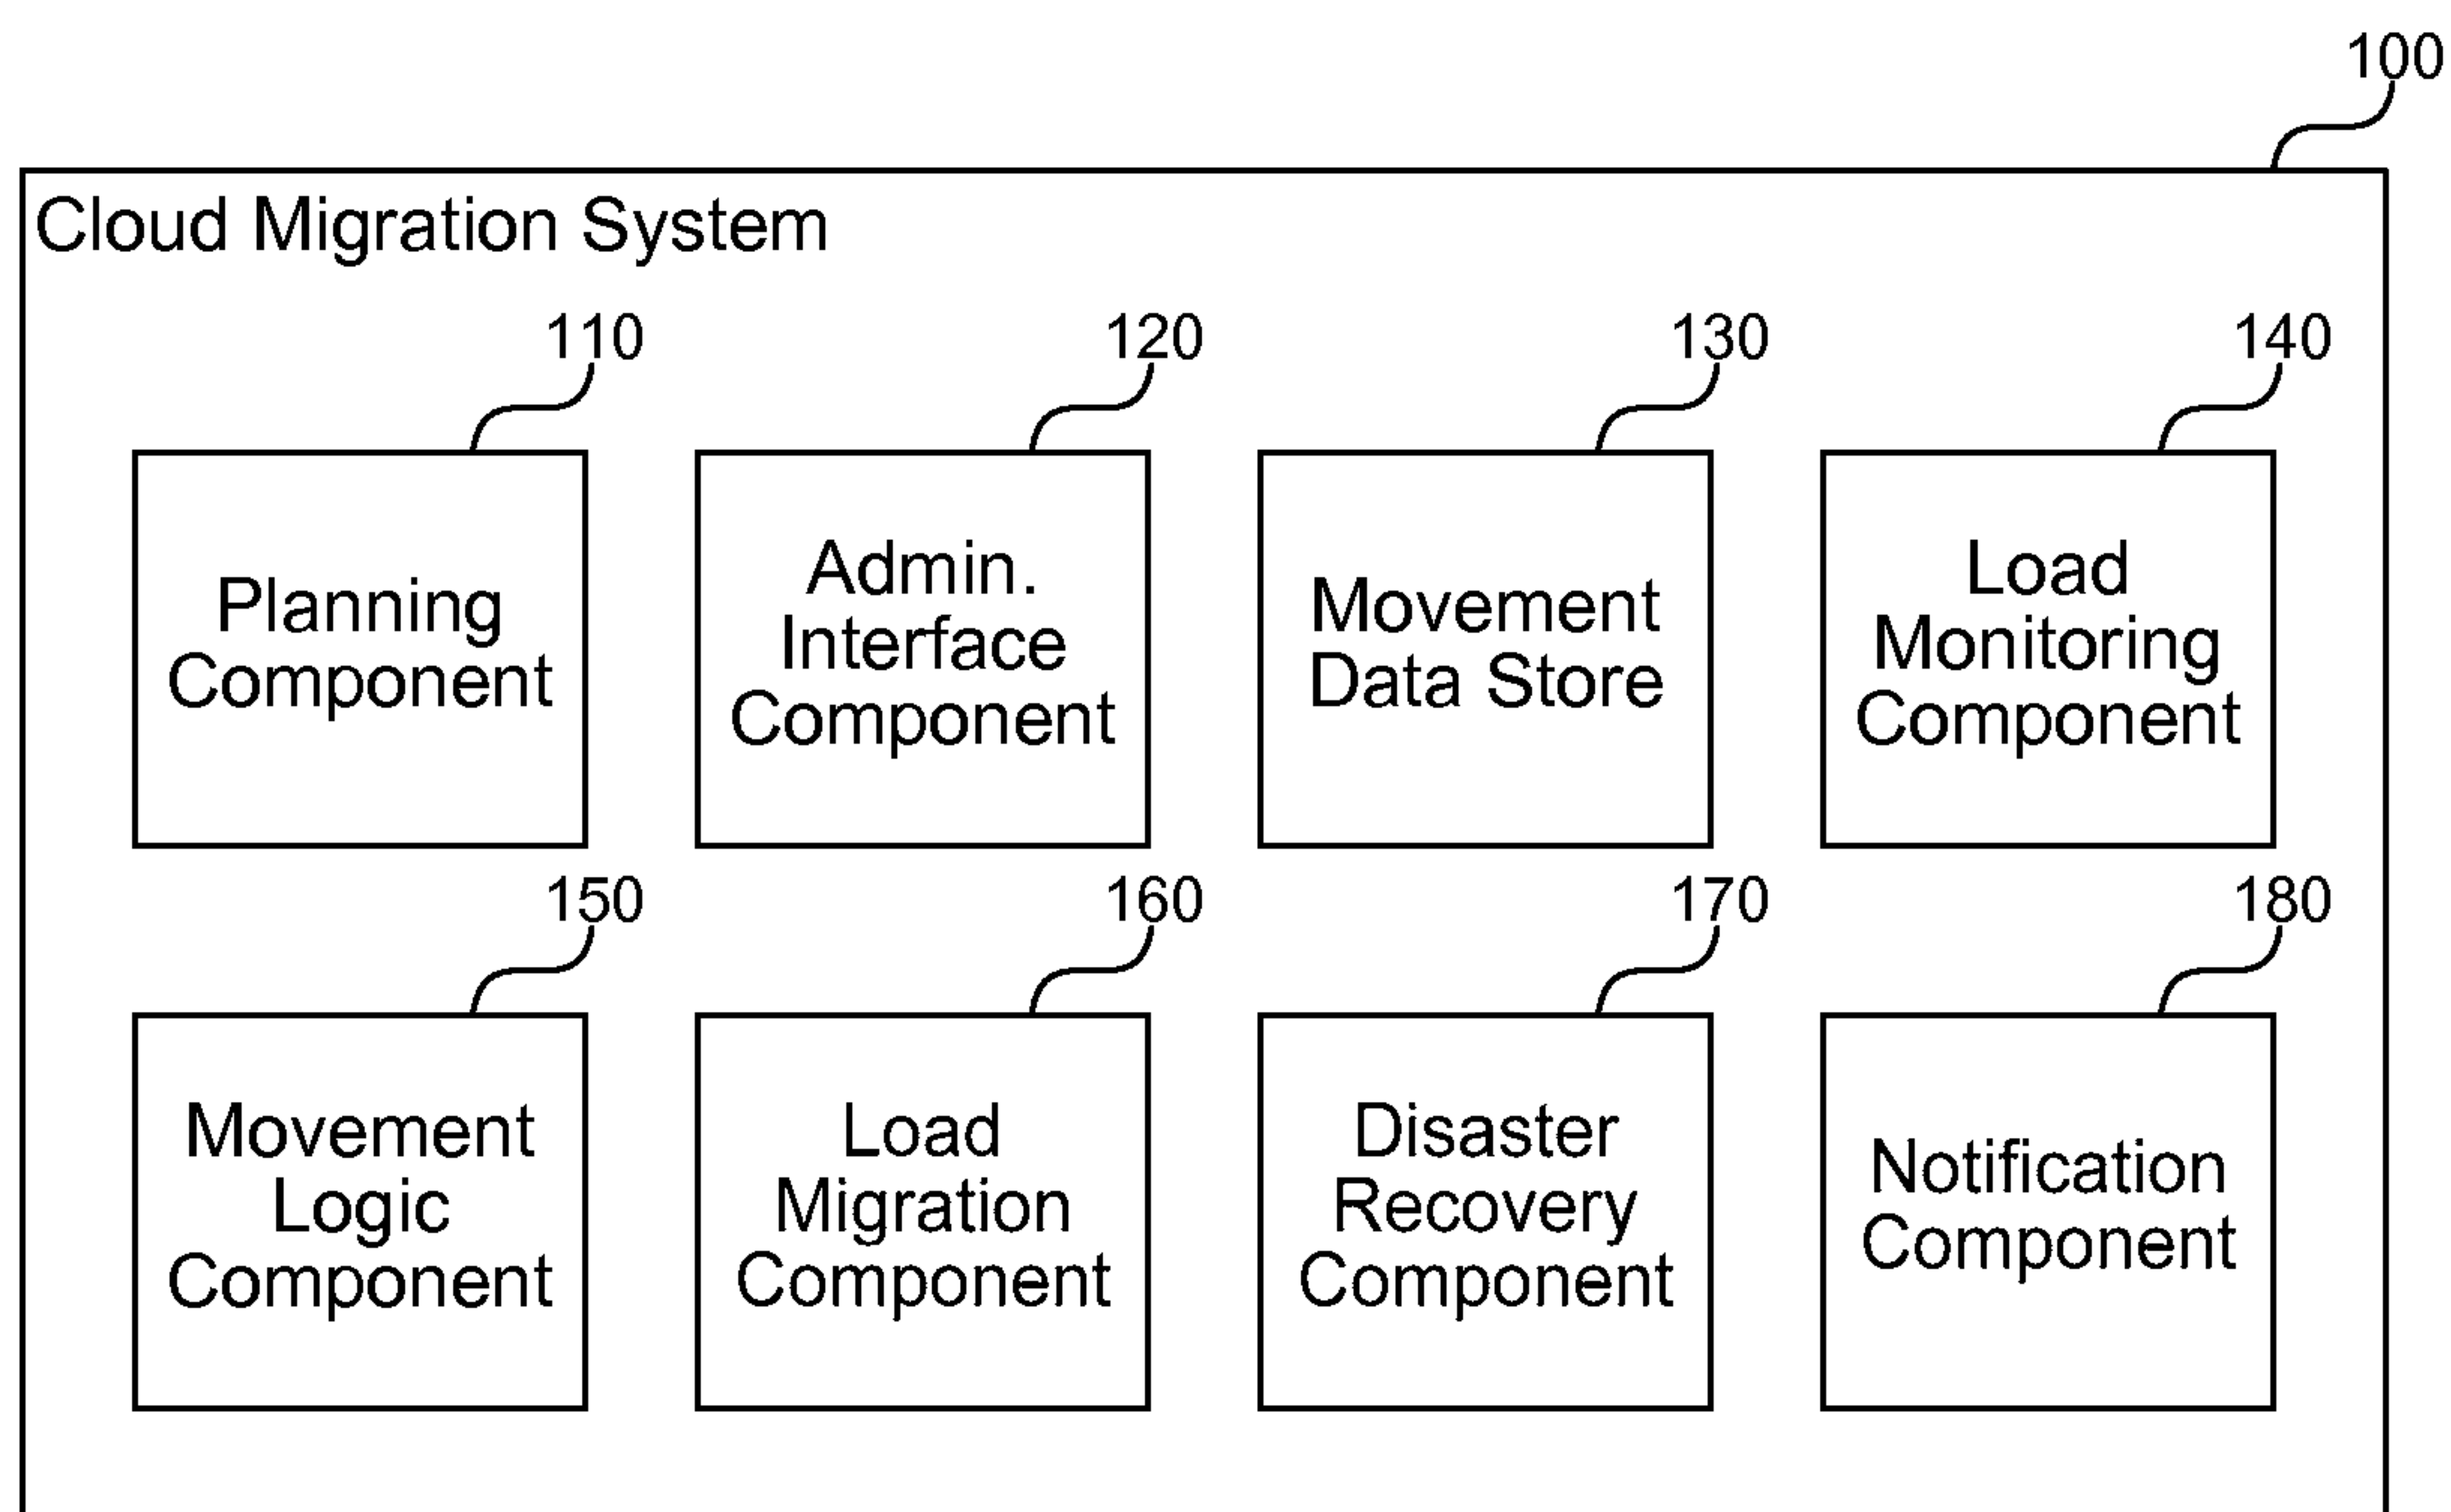 100
Cloud Migration System
110
120
130
140
Planning
Component
Admin.
Interface
Component
Movement
Data Store
Load
Monitoring
Component
150
160
170
180
Movement
Logic
Component
Load
Migration
Component
Disaster
Recovery
Component
Notification
Component